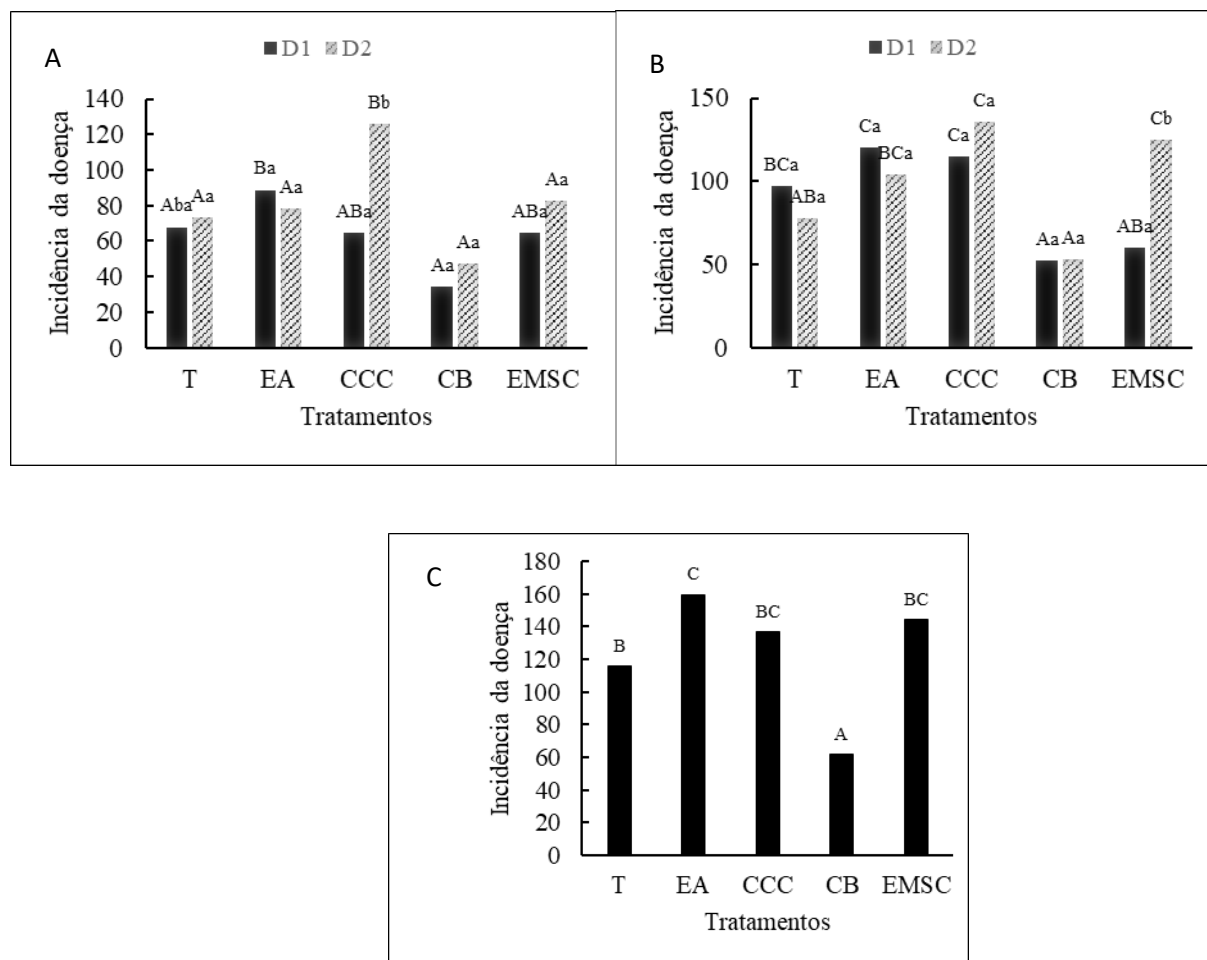 A
D1 D2
Incidência da doença
140
120
100
80
60
40
20
0
Aba Aa Ba Aa ABa Bb Aa Aa ABa Aa
T EA CCC CB EMSC
Tratamentos
B
D1 D2
Incidência da doença
150
100
50
0
BCa ABa Ca BCa Ca Ca Aa Aa ABa Cb
T EA CCC CB EMSC
Tratamentos
C
Incidência da doença
180
160
140
120
100
80
60
40
20
0
B C BC A BC
T EA CCC CB EMSC
Tratamentos